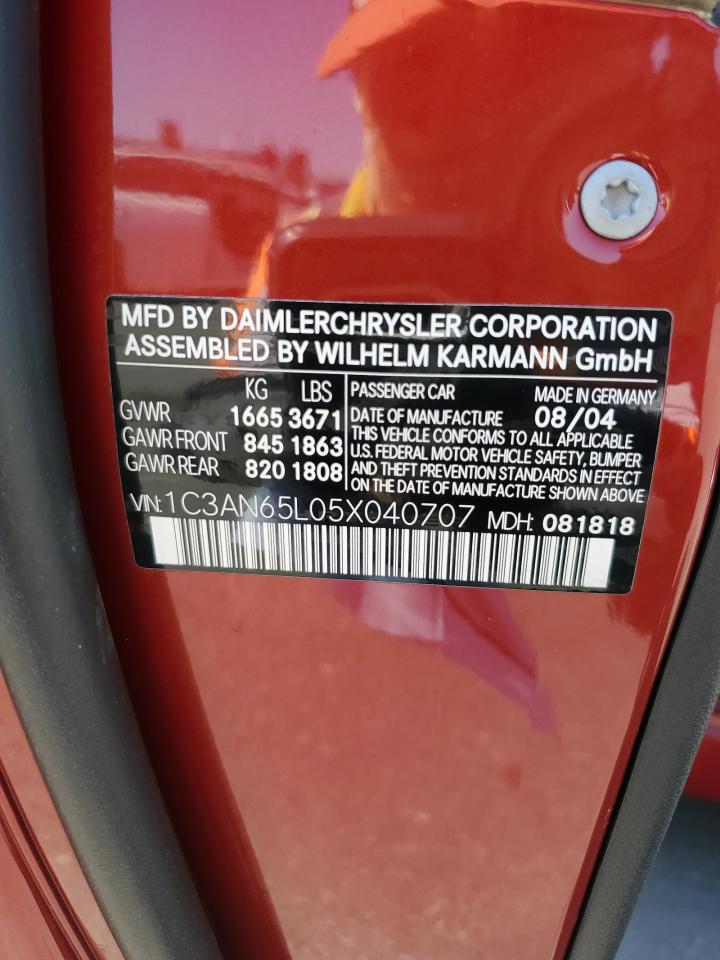 MFD BY DAIMLERCHRYSLER CORPORATION
ASSEMBLED BY WILHELM KARMANN GmbH
KG LBS
GVWR 1665 3671
GAWR FRONT 845 1863
GAWR REAR 820 1808
PASSENGER CAR MADE IN GERMANY
DATE OF MANUFACTURE 08/04
THIS VEHICLE CONFORMS TO ALL APPLICABLE
U.S. FEDERAL MOTOR VEHICLE SAFETY, BUMPER
AND THEFT PREVENTION STANDARDS IN EFFECT
ON THE DATE OF MANUFACTURE SHOWN ABOVE
VIN: 1C3AN65L05X040707 MDH: 081818